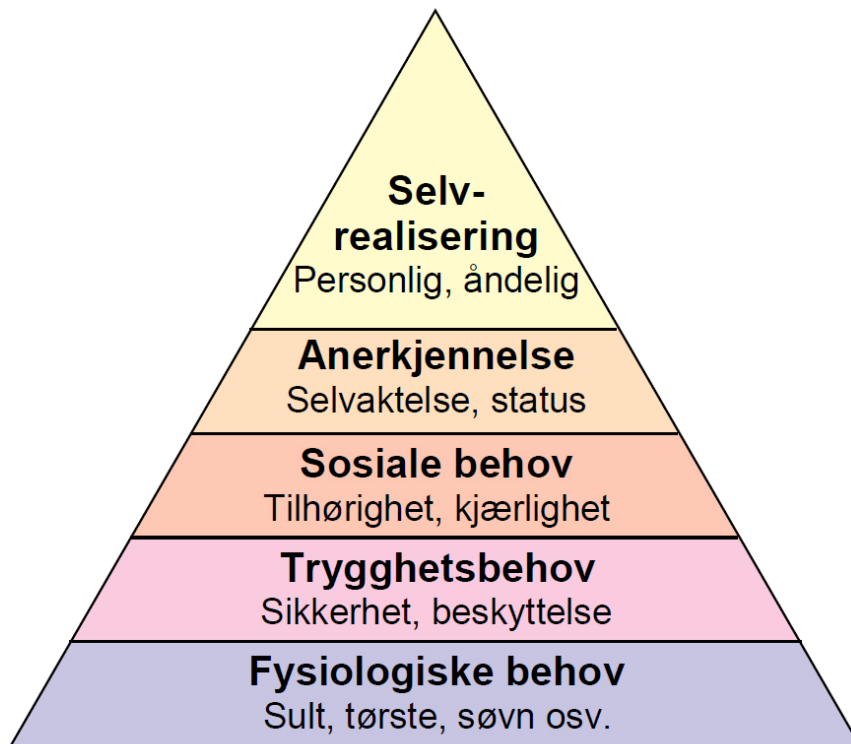 Selv-
realisering
Personlig, åndelig
Anerkjennelse
Selvaktelse, status
Sosiale behov
Tilhørighet, kjærlighet
Trygghetsbehov
Sikkerhet, beskyttelse
Fysiologiske behov
Sult, tørste, søvn osv.